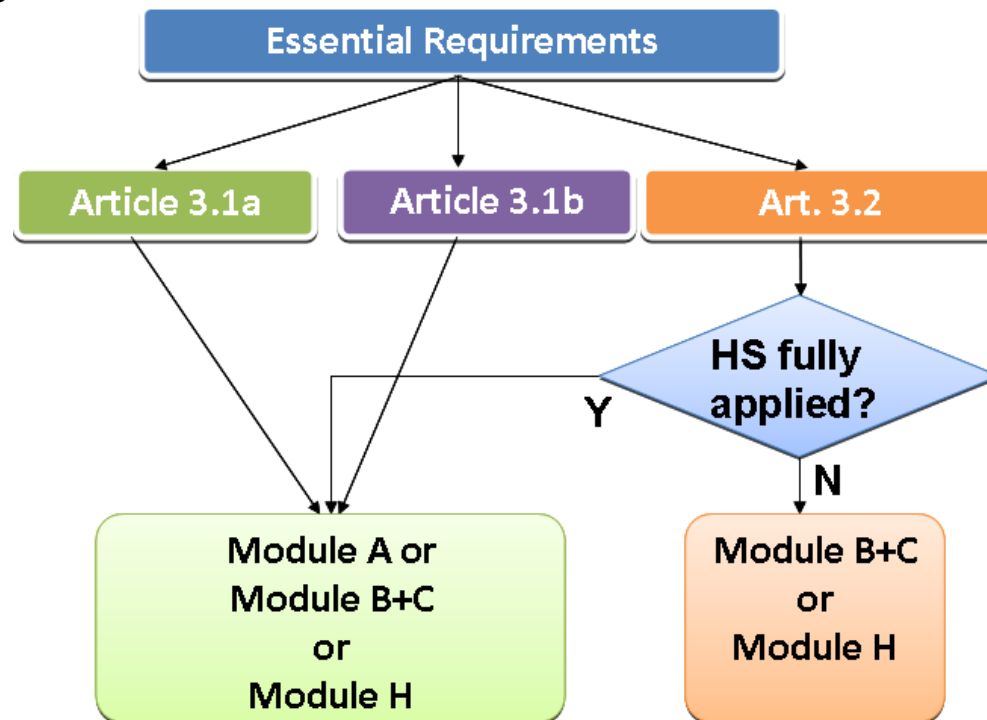 Essential Requirements
Article 3.1a
Article 3.1b
Art. 3.2
HS fully
applied?
Y
N
Module A or
Module B+C
or
Module H
Module B+C
or
Module H